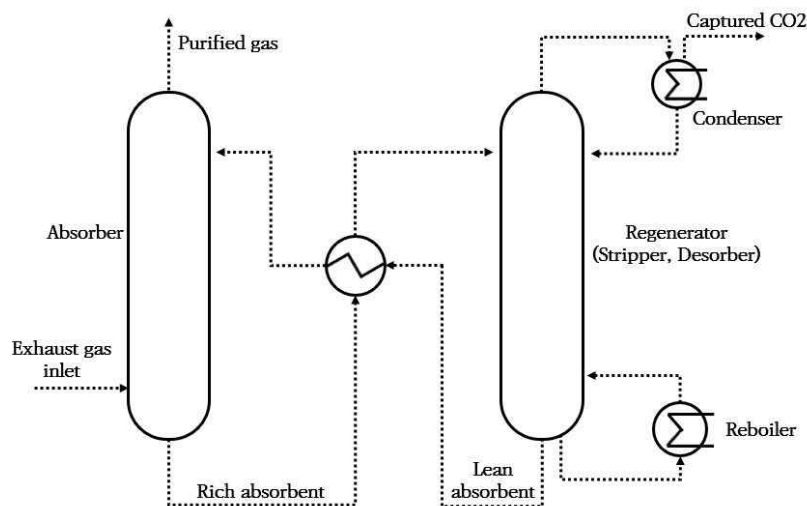 Captured CO2
Purified gas
Condenser
Absorber
Regenerator
(Stripper, Desorber)
Exhaust gas
inlet
Reboiler
Rich absorbent
Lean
absorbent